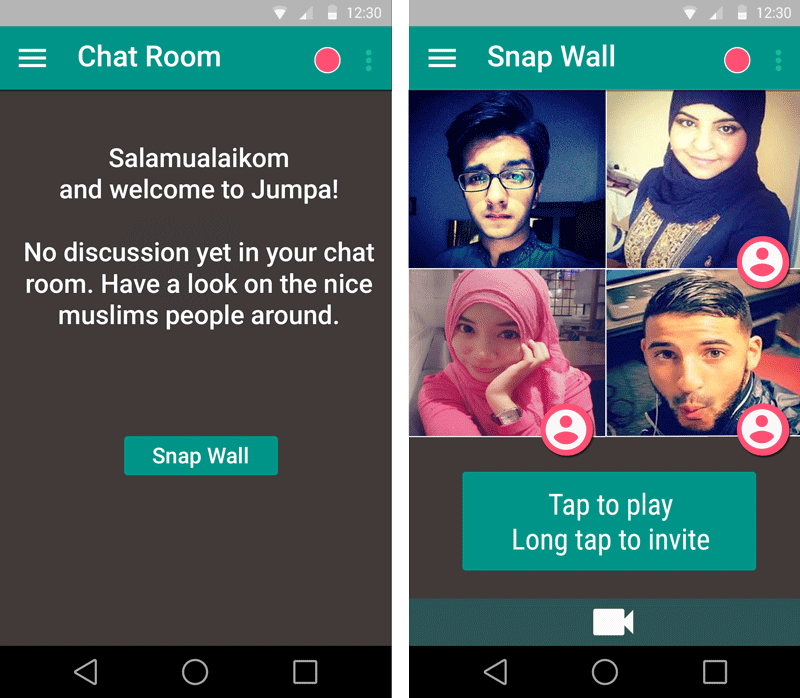 12:30
Chat Room
Salamualaikom
and welcome to Jumpa!
No discussion yet in your chat
room. Have a look on the nice
muslims people around.
Snap Wall
12:30
Snap Wall
Tap to play
Long tap to invite